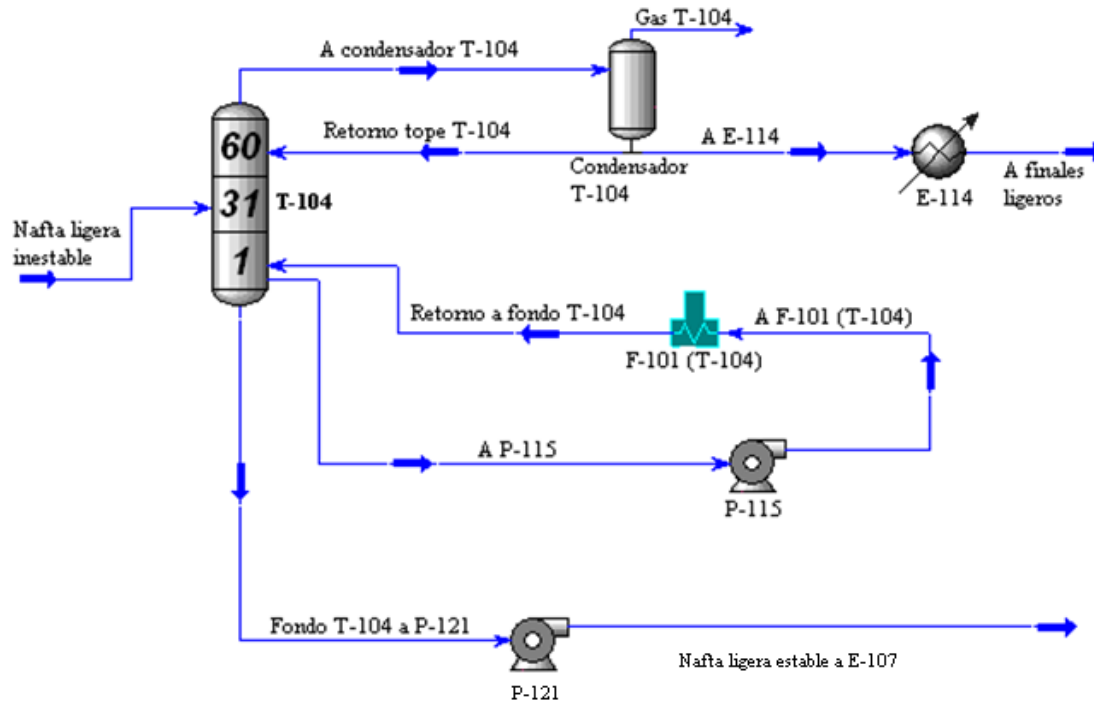 Gas T-104
A condensador T-104
60
Retorno tope T-104
A E-114
Condensador
T-104
E-114
A finales
ligeros
31
T-104
Nafta ligera
inestable
1
Retorno a fondo T-104
A F-101 (T-104)
F-101 (T-104)
A P-115
P-115
Fondo T-104 a P-121
P-121
Nafta ligera estable a E-107